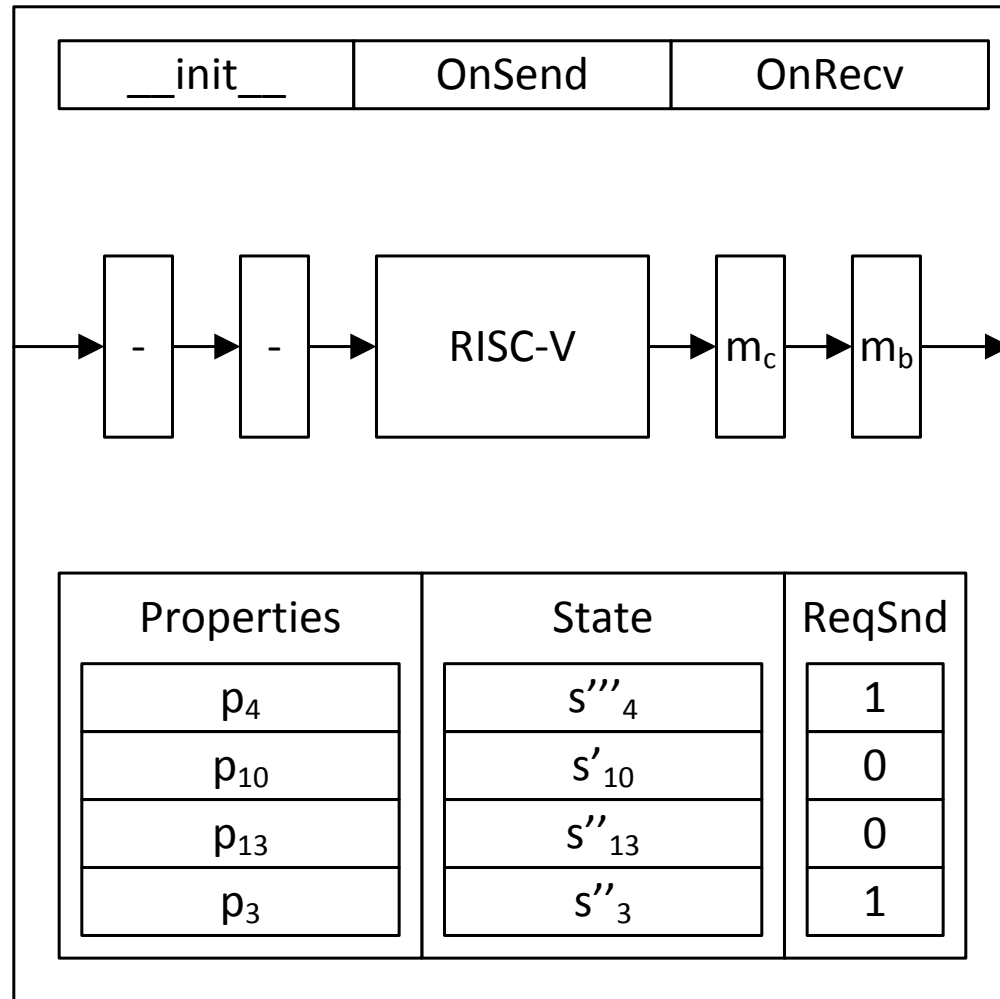 __init__ OnSend OnRecv
- - RISC-V m_c m_b
Properties State ReqSnd
p_4 s’’’_4 1
p_10 s’_10 0
p_13 s’’_13 0
p_3 s’’_3 1